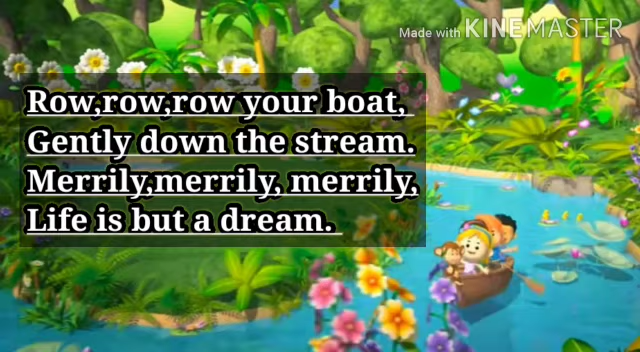 Made with KINEMASTER
Row,row,row your boat,
Gently down the stream.
Merrily,merrily, merrily,
Life is but a dream.